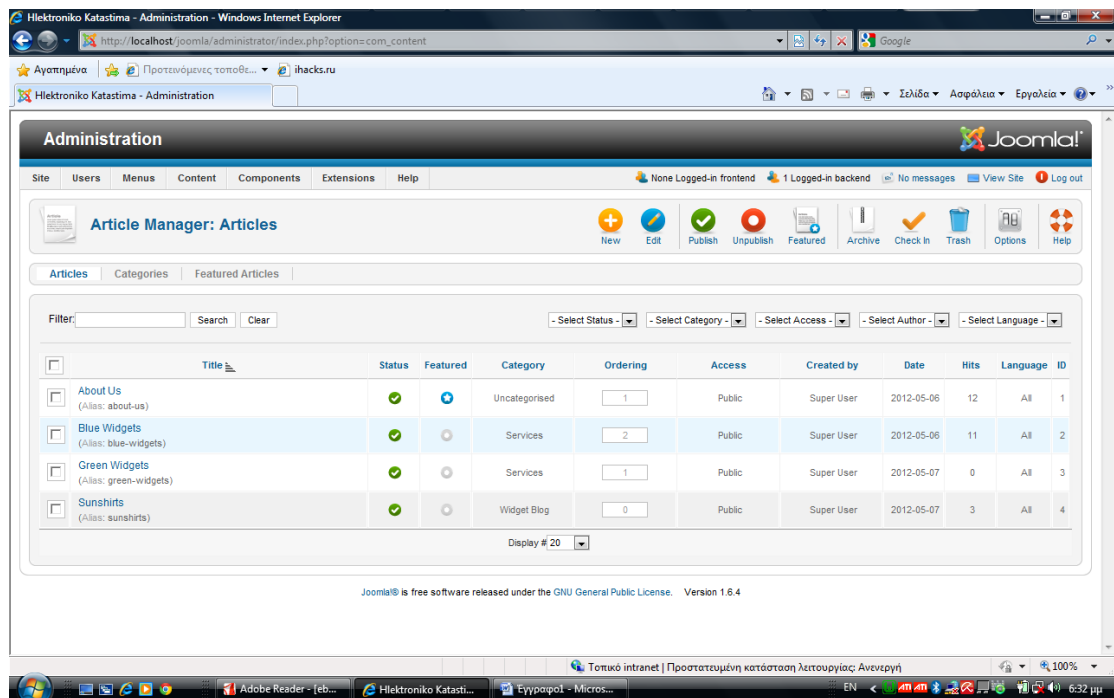 Hlektroniko Katastima - Administration - Windows Internet Explorer
http://localhost/joomla/administrator/index.php?option=com_content
Google
Αγαπημένα Προτεινόμενες τοποθε... ihacks.ru
Hlektroniko Katastima - Administration Σελίδα Ασφάλεια Εργαλεία
Administration Joomla!
Site Users Menus Content Components Extensions Help None Logged-in frontend 1 Logged-in backend No messages View Site Log out
Article Manager: Articles
New Edit Publish Unpublish Featured Archive Check In Trash Options Help
Articles Categories Featured Articles
Filter: Search Clear - Select Status - - Select Category - - Select Access - - Select Author - - Select Language -
Title Status Featured Category Ordering Access Created by Date Hits Language ID
About Us
(Alias: about-us)
Uncategorised 1 Public Super User 2012-05-06 12 All 1
Blue Widgets
(Alias: blue-widgets)
Services 2 Public Super User 2012-05-06 11 All 2
Green Widgets
(Alias: green-widgets)
Services 1 Public Super User 2012-05-07 0 All 3
Sunshirts
(Alias: sunshirts)
Widget Blog 0 Public Super User 2012-05-07 3 All 4
Display # 20
Joomla!® is free software released under the GNU General Public License. Version 1.6.4
Τοπικό intranet | Προστατευμένη κατάσταση λειτουργίας: Ανενεργή 100%
Adobe Reader - [eb... Hlektroniko Katasti... Έγγραφο1 - Micros... EN 6:32 μμ